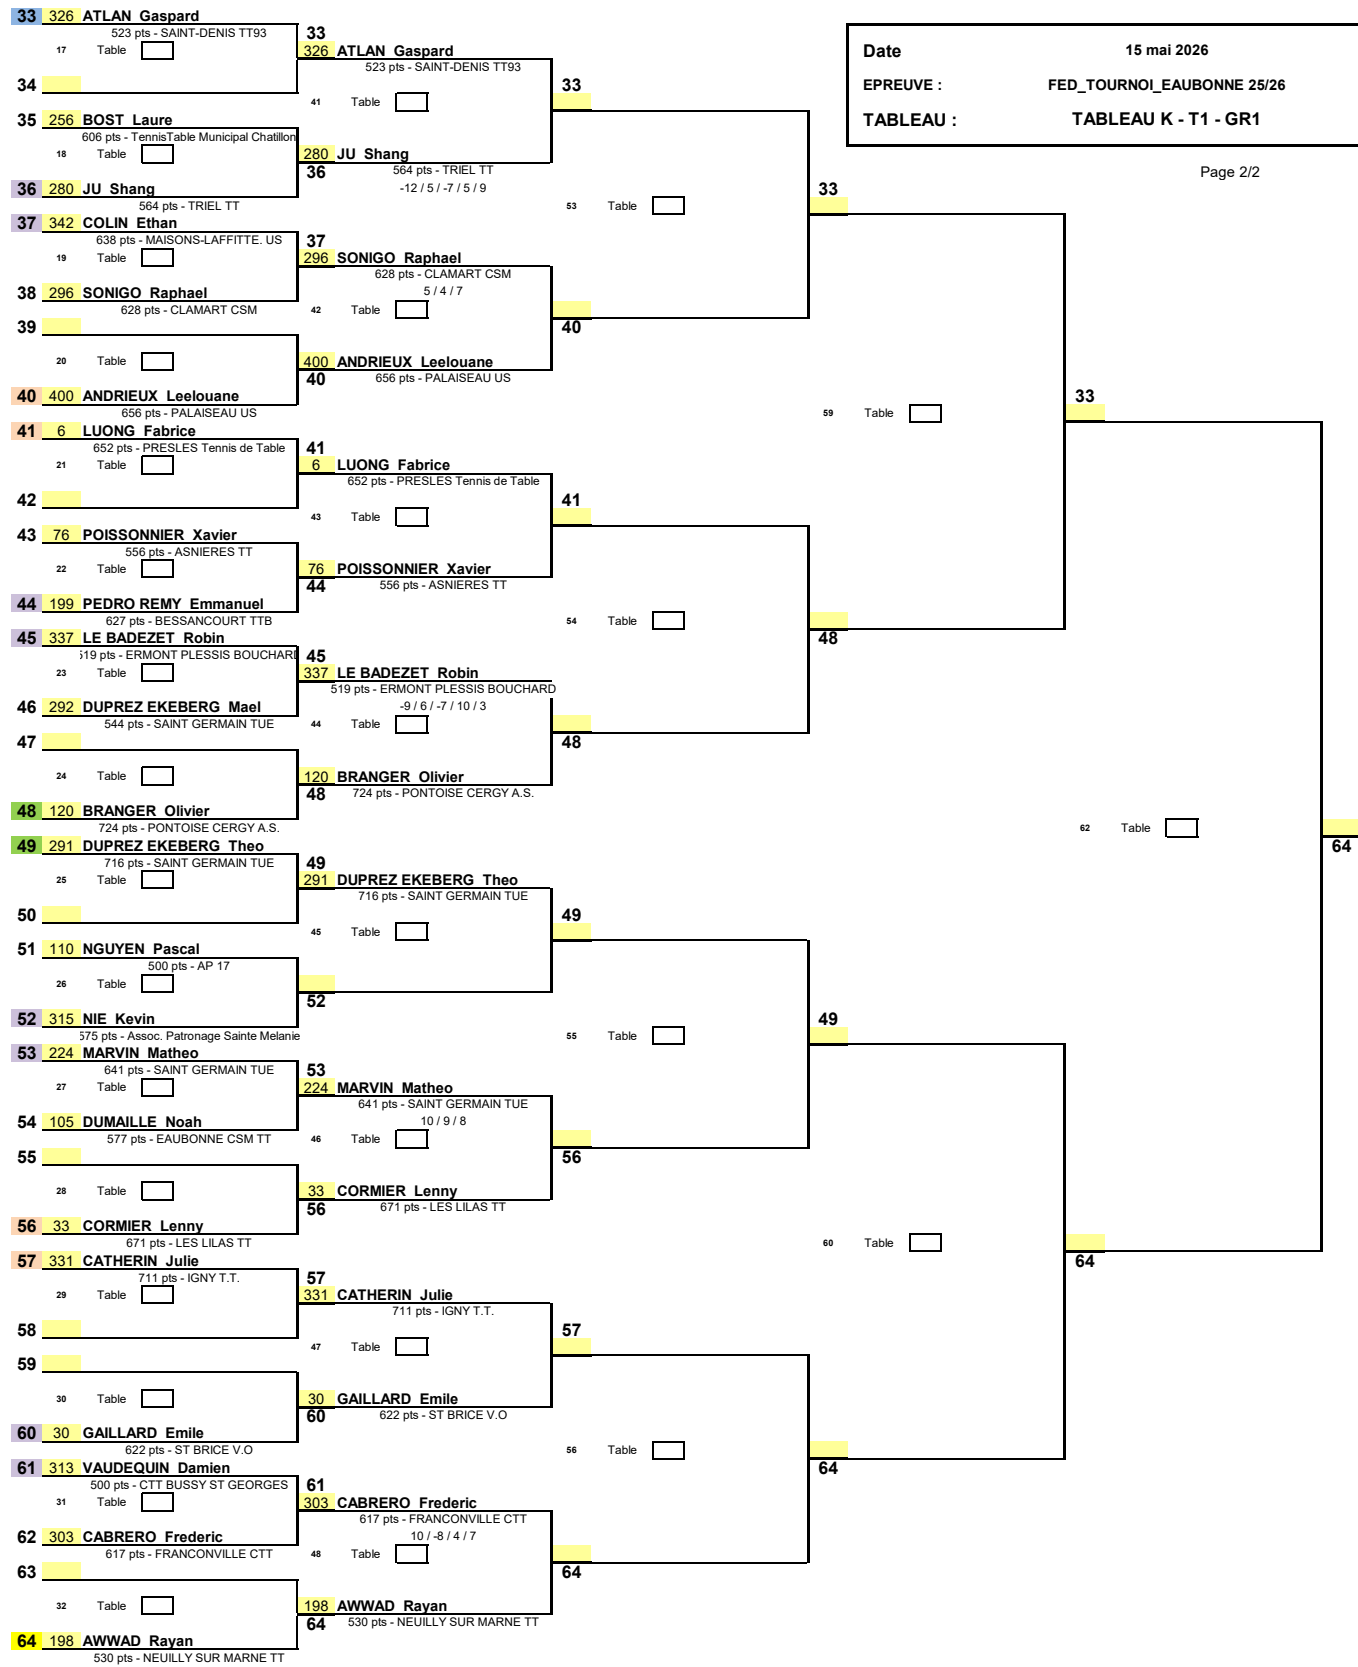 Date 15 mai 2026
EPREUVE : FED_TOURNOI_EAUBONNE 25/26
TABLEAU : TABLEAU K - T1 - GR1
Page 2/2
33 326 ATLAN Gaspard
523 pts - SAINT-DENIS TT93
17 Table
34
35 256 BOST Laure
606 pts - TennisTable Municipal Chatillon
18 Table
36 280 JU Shang
564 pts - TRIEL TT
37 342 COLIN Ethan
638 pts - MAISONS-LAFFITTE. US
19 Table
38 296 SONIGO Raphael
628 pts - CLAMART CSM
39
20 Table
40 400 ANDRIEUX Leelouane
656 pts - PALAISEAU US
41 6 LUONG Fabrice
652 pts - PRESLES Tennis de Table
21 Table
42
43 76 POISSONNIER Xavier
556 pts - ASNIERES TT
22 Table
44 199 PEDRO REMY Emmanuel
627 pts - BESSANCOURT TTB
45 337 LE BADEZET Robin
519 pts - ERMONT PLESSIS BOUCHARD
23 Table
46 292 DUPREZ EKEBERG Mael
544 pts - SAINT GERMAIN TUE
47
24 Table
48 120 BRANGER Olivier
724 pts - PONTOISE CERGY A.S.
49 291 DUPREZ EKEBERG Theo
716 pts - SAINT GERMAIN TUE
25 Table
50
51 110 NGUYEN Pascal
500 pts - AP 17
26 Table
52 315 NIE Kevin
575 pts - Assoc. Patronage Sainte Melanie
53 224 MARVIN Matheo
641 pts - SAINT GERMAIN TUE
27 Table
54 105 DUMAILLE Noah
577 pts - EAUBONNE CSM TT
55
28 Table
56 33 CORMIER Lenny
671 pts - LES LILAS TT
57 331 CATHERIN Julie
711 pts - IGNY T.T.
29 Table
58
59
30 Table
60 30 GAILLARD Emile
622 pts - ST BRICE V.O
61 313 VAUDEQUIN Damien
500 pts - CTT BUSSY ST GEORGES
31 Table
62 303 CABRERO Frederic
617 pts - FRANCONVILLE CTT
63
32 Table
64 198 AWWAD Rayan
530 pts - NEUILLY SUR MARNE TT
33
326 ATLAN Gaspard
523 pts - SAINT-DENIS TT93
41 Table
280 JU Shang
36 564 pts - TRIEL TT
-12 / 5 / -7 / 5 / 9
37
296 SONIGO Raphael
628 pts - CLAMART CSM
5 / 4 / 7
42 Table
400 ANDRIEUX Leelouane
40 656 pts - PALAISEAU US
41
6 LUONG Fabrice
652 pts - PRESLES Tennis de Table
43 Table
76 POISSONNIER Xavier
44 556 pts - ASNIERES TT
45
337 LE BADEZET Robin
519 pts - ERMONT PLESSIS BOUCHARD
-9 / 6 / -7 / 10 / 3
44 Table
120 BRANGER Olivier
48 724 pts - PONTOISE CERGY A.S.
49
291 DUPREZ EKEBERG Theo
716 pts - SAINT GERMAIN TUE
45 Table
52
53
224 MARVIN Matheo
641 pts - SAINT GERMAIN TUE
10 / 9 / 8
46 Table
33 CORMIER Lenny
56 671 pts - LES LILAS TT
57
331 CATHERIN Julie
711 pts - IGNY T.T.
47 Table
30 GAILLARD Emile
60 622 pts - ST BRICE V.O
61
303 CABRERO Frederic
617 pts - FRANCONVILLE CTT
10 / -8 / 4 / 7
48 Table
198 AWWAD Rayan
64 530 pts - NEUILLY SUR MARNE TT
33
53 Table
40
41
54 Table
48
49
55 Table
56
57
56 Table
64
33
59 Table
48
49
60 Table
64
33
62 Table
64
64